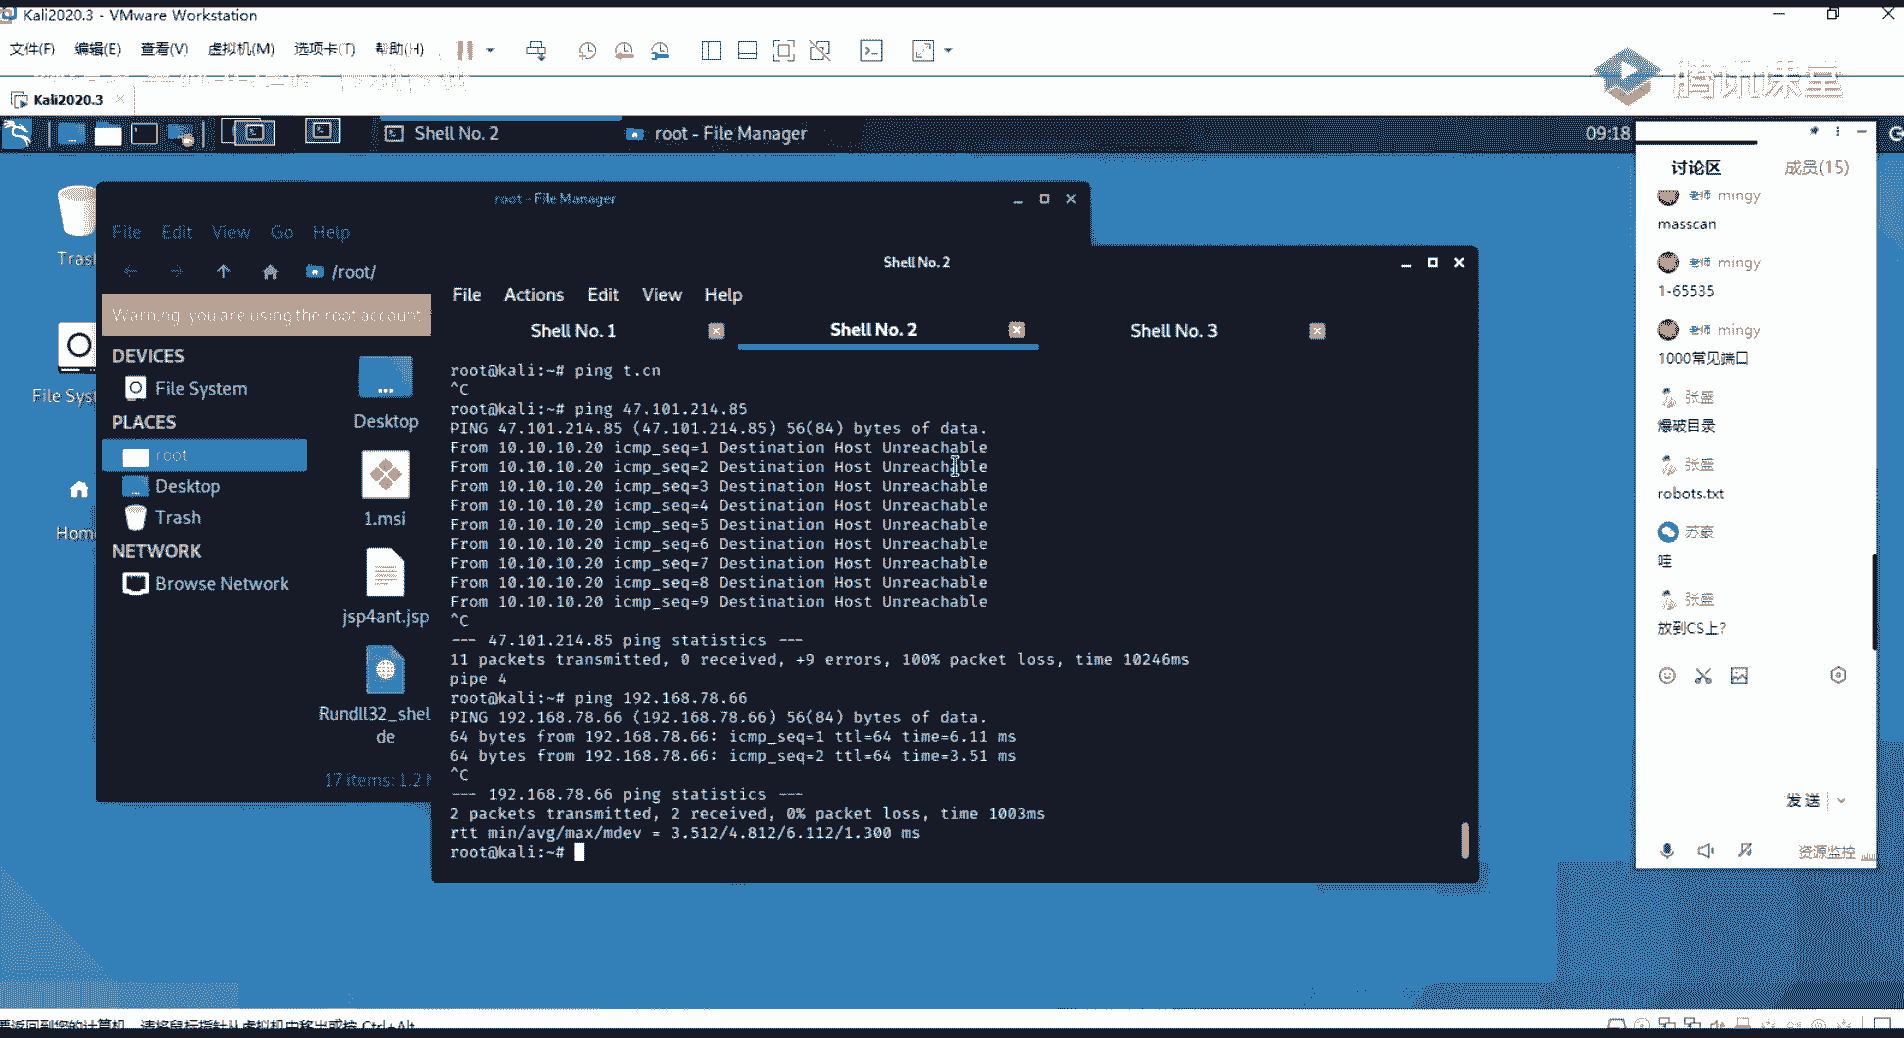 Kali2020.3 - VMware Workstation
文件(F) 编辑(E) 查看(V) 虚拟机(M) 选项卡(T) 帮助(H)
腾讯课堂
Kali2020.3
Shell No. 2
root - File Manager
09:18
讨论区 成员(15)
老师 mingy
masscan
老师 mingy
1-65535
老师 mingy
1000常见端口
张盛
爆破目录
张盛
robots.txt
苏豪
哇
张盛
放到CS上?
发送
资源监控
Trash
File Sys
Home
root - File Manager
File Edit View Go Help
/root/
Warning, you are using the root account
DEVICES
File System
PLACES
root
Desktop
Trash
NETWORK
Browse Network
Desktop
1.msi
jsp4ant.jsp
Rundll32_shel
de
17 items: 1.2
Shell No. 2
File Actions Edit View Help
Shell No. 1
Shell No. 2
Shell No. 3
root@kali:~# ping t.cn
^C
root@kali:~# ping 47.101.214.85
PING 47.101.214.85 (47.101.214.85) 56(84) bytes of data.
From 10.10.10.20 icmp_seq=1 Destination Host Unreachable
From 10.10.10.20 icmp_seq=2 Destination Host Unreachable
From 10.10.10.20 icmp_seq=3 Destination Host Unreachable
From 10.10.10.20 icmp_seq=4 Destination Host Unreachable
From 10.10.10.20 icmp_seq=5 Destination Host Unreachable
From 10.10.10.20 icmp_seq=6 Destination Host Unreachable
From 10.10.10.20 icmp_seq=7 Destination Host Unreachable
From 10.10.10.20 icmp_seq=8 Destination Host Unreachable
From 10.10.10.20 icmp_seq=9 Destination Host Unreachable
^C
--- 47.101.214.85 ping statistics ---
11 packets transmitted, 0 received, +9 errors, 100% packet loss, time 10246ms
pipe 4
root@kali:~# ping 192.168.78.66
PING 192.168.78.66 (192.168.78.66) 56(84) bytes of data.
64 bytes from 192.168.78.66: icmp_seq=1 ttl=64 time=6.11 ms
64 bytes from 192.168.78.66: icmp_seq=2 ttl=64 time=3.51 ms
^C
--- 192.168.78.66 ping statistics ---
2 packets transmitted, 2 received, 0% packet loss, time 1003ms
rtt min/avg/max/mdev = 3.512/4.812/6.112/1.300 ms
root@kali:~#
要返回到您的计算机，请将鼠标指针从虚拟机中移出或按 Ctrl+Alt